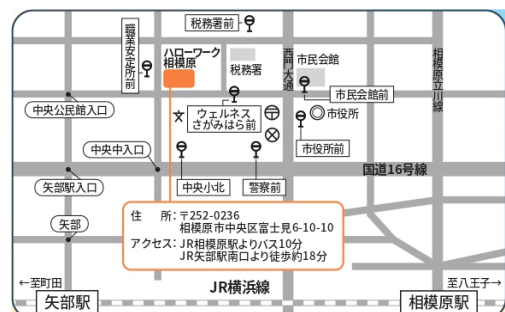 税務署前
職業安定所前
ハローワーク
相模原
税務署
西門・大通
市民会館
相模原立川線
市民会館前
中央公民館入口
ウェルネス
さがみはら前
市役所
市役所前
中央中入口
国道16号線
矢部駅入口
中央小北
警察前
矢部
住　所：〒252-0236
相模原市中央区富士見6-10-10
アクセス：JR相模原駅よりバス10分
JR矢部駅南口より徒歩約18分
←至町田
JR横浜線
至八王子→
矢部駅
相模原駅